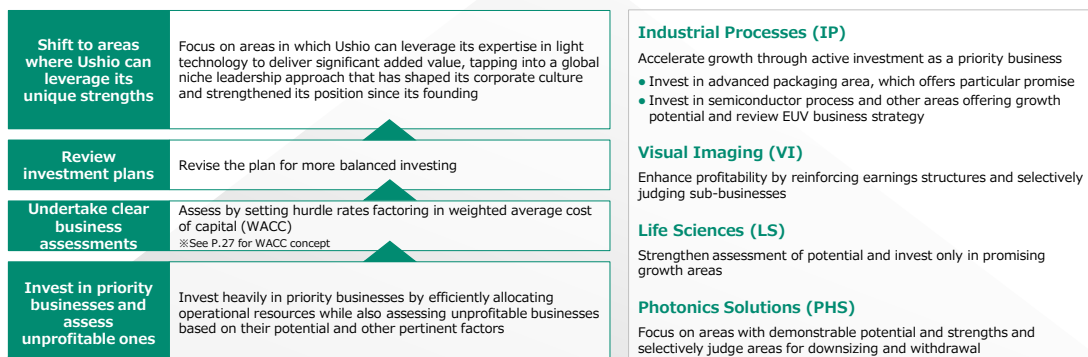 Shift to areas
where Ushio can
leverage its
unique strengths
Focus on areas in which Ushio can leverage its expertise in light
technology to deliver significant added value, tapping into a global
niche leadership approach that has shaped its corporate culture
and strengthened its position since its founding
Review
investment plans
Revise the plan for more balanced investing
Undertake clear
business
assessments
Assess by setting hurdle rates factoring in weighted average cost
of capital (WACC)
※See P.27 for WACC concept
Invest in priority
businesses and
assess
unprofitable ones
Invest heavily in priority businesses by efficiently allocating
operational resources while also assessing unprofitable businesses
based on their potential and other pertinent factors
Industrial Processes (IP)
Accelerate growth through active investment as a priority business
● Invest in advanced packaging area, which offers particular promise
● Invest in semiconductor process and other areas offering growth
potential and review EUV business strategy
Visual Imaging (VI)
Enhance profitability by reinforcing earnings structures and selectively
judging sub-businesses
Life Sciences (LS)
Strengthen assessment of potential and invest only in promising
growth areas
Photonics Solutions (PHS)
Focus on areas with demonstrable potential and strengths and
selectively judge areas for downsizing and withdrawal